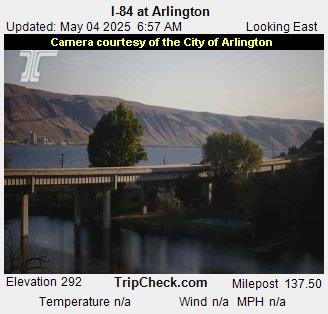 I-84 at Arlington
Updated: May 04 2025 6:57 AM Looking East
Camera courtesy of the City of Arlington
Elevation 292 TripCheck.com Milepost 137.50
Temperature n/a Wind n/a MPH n/a